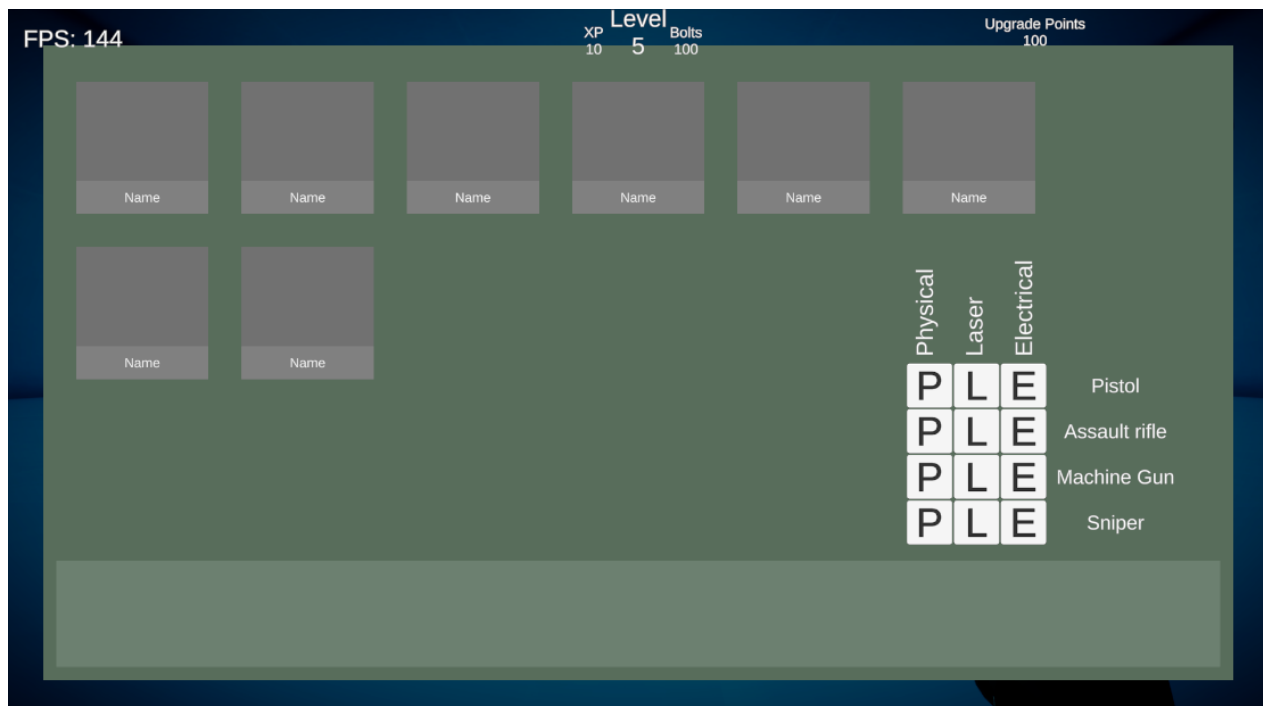 FPS: 144
Level
XP
5
Bolts
10
100
Upgrade Points
100
Name
Name
Name
Name
Name
Name
Name
Name
Physical
Laser
Electrical
P L E Pistol
P L E Assault rifle
P L E Machine Gun
P L E Sniper